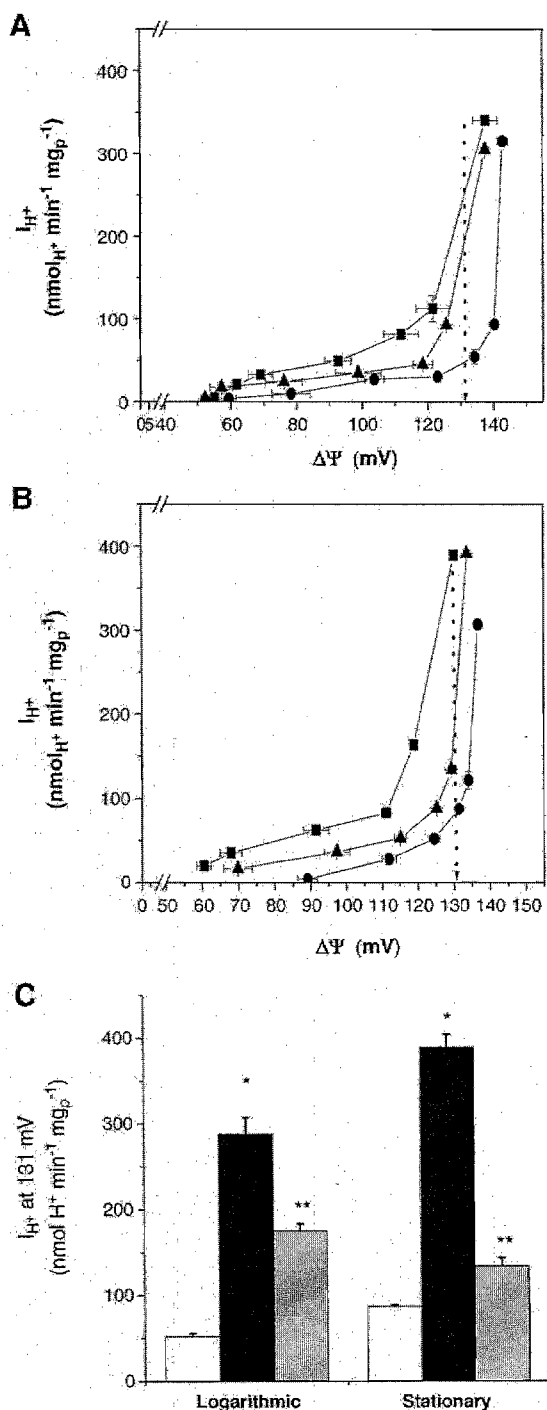 A
400
300
200
100
0
I_H+
(nmol_H+ min⁻¹ mg_p⁻¹)
0 5 40 60 80 100 120 140
ΔΨ (mV)
B
400
300
200
100
0
I_H+
(nmol_H+ min⁻¹ mg_p⁻¹)
0 50 60 70 80 90 100 110 120 130 140 150
ΔΨ (mV)
C
400
300
200
100
0
I_H+ at 131 mV
(nmol H⁺ min⁻¹ mg_p⁻¹)
*
**
*
**
Logarithmic Stationary